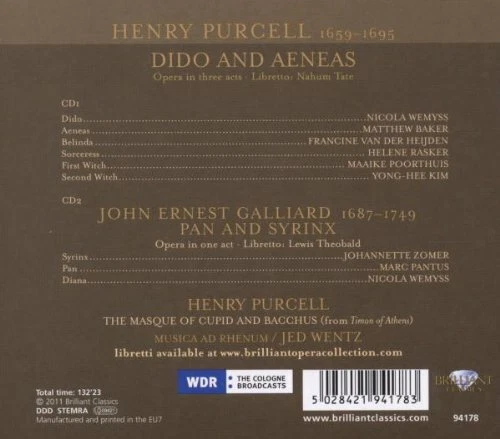 HENRY PURCELL 1659-1695
DIDO AND AENEAS
Opera in three acts · Libretto: Nahum Tate
CD1
Dido NICOLA WEMYSS
Aeneas MATTHEW BAKER
Belinda FRANCINE VAN DER HEIJDEN
Sorceress HELENE RASKER
First Witch MAAIKE POORTHUIS
Second Witch YONG-HEE KIM
CD2
JOHN ERNEST GALLIARD 1687-1749
PAN AND SYRINX
Opera in one act · Libretto: Lewis Theobald
Syrinx JOHANNETTE ZOMER
Pan MARC PANTUS
Diana NICOLA WEMYSS
HENRY PURCELL
THE MASQUE OF CUPID AND BACCHUS (from Timon of Athens)
MUSICA AD RHENUM / JED WENTZ
libretti available at www.brilliantoperacollection.com
Total time: 132'23
℗ © 2011 Brilliant Classics
DDD STEMRA
Manufactured and printed in the EU7
WDR THE COLOGNE BROADCASTS
5 028421 941783
www.brilliantclassics.com
BRILLIANT CLASSICS
94178